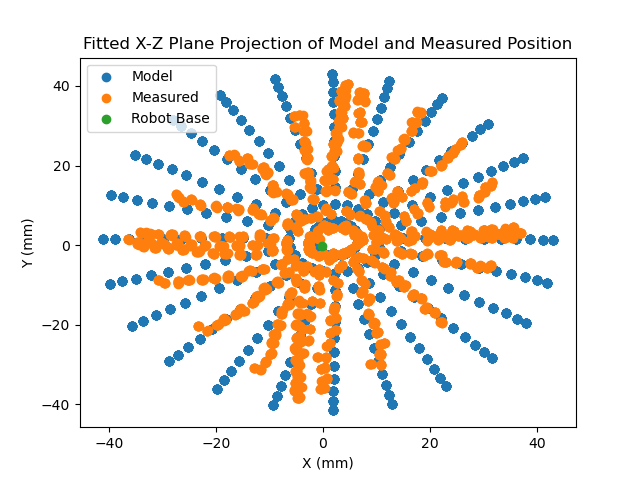 Fitted X-Z Plane Projection of Model and Measured Position
Model
Measured
Robot Base
40
20
0
−20
−40
Y (mm)
−40
−20
0
20
40
X (mm)